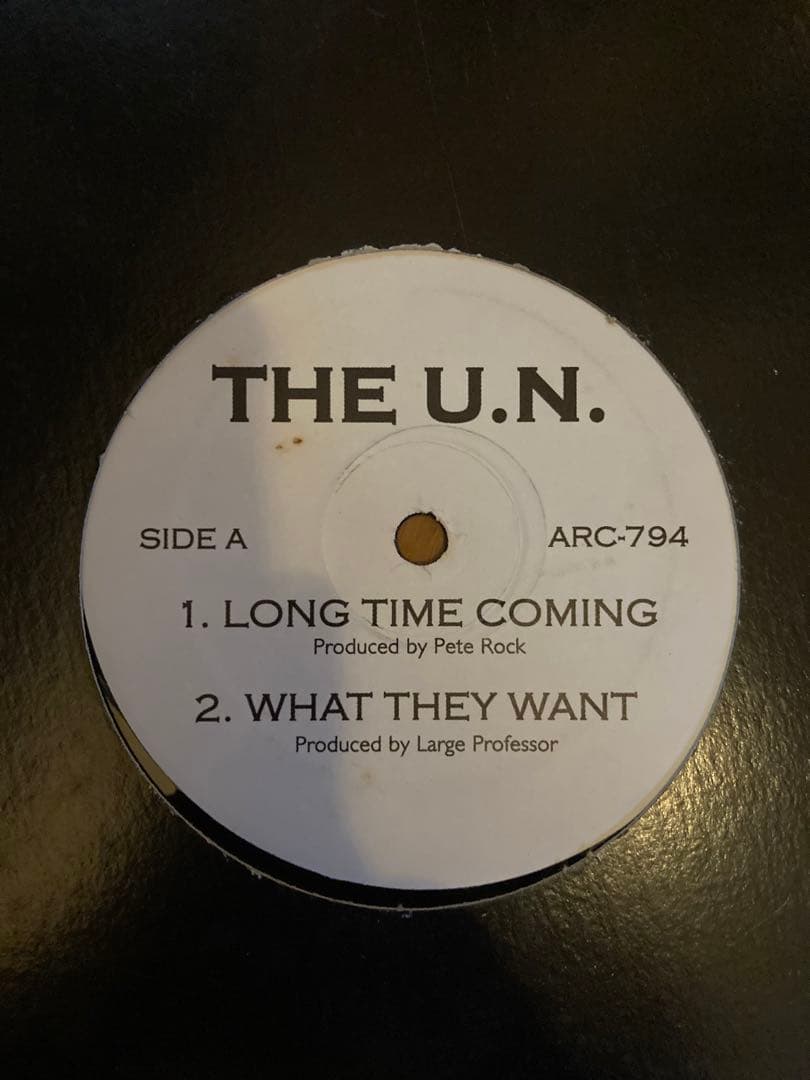 THE U.N.
SIDE A
ARC-794
1. LONG TIME COMING
Produced by Pete Rock
2. WHAT THEY WANT
Produced by Large Professor